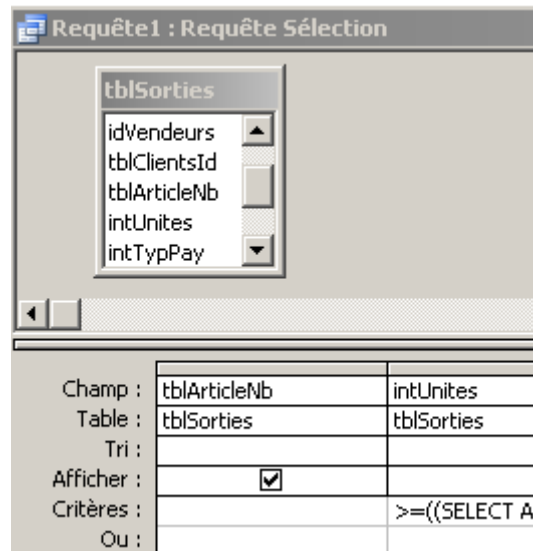 Requête1 : Requête Sélection
tblSorties
idVendeurs
tblClientsId
tblArticleNb
intUnites
intTypPay
Champ : tblArticleNb intUnites
Table : tblSorties tblSorties
Tri :
Afficher :
Critères : >=((SELECT A
Ou :